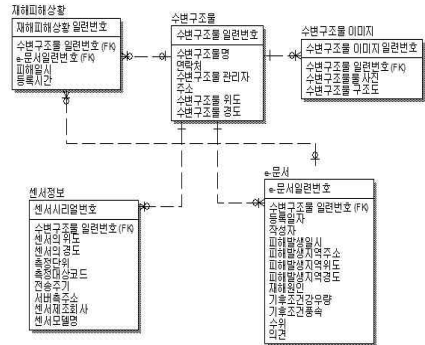 재해피해상황
재해피해상황 일련번호
수변구조물 일련번호 (FK)
e-문서일련번호 (FK)
피해일시
등록시간
수변구조물
수변구조물 일련번호
수변구조물명
연락처
수변구조물 관리자
주소
수변구조물 위도
수변구조물 경도
수변구조물 이미지
수변구조물 이미지 일련번호
수변구조물 일련번호 (FK)
수변구조물물사진
수변구조물 구조도
센서정보
센서시리얼번호
수변구조물 일련번호 (FK)
센서의 위도
센서의 경도
측정단위
측정대상코드
전송주기
서버측주소
센서제조회사
센서모델명
e-문서
e-문서일련번호
수변구조물 일련번호 (FK)
등록일자
작성자
피해발생일시
피해발생지역주소
피해발생지역위도
피해발생지역경도
재해원인
기후조건강우량
기후조건풍속
수위
의견